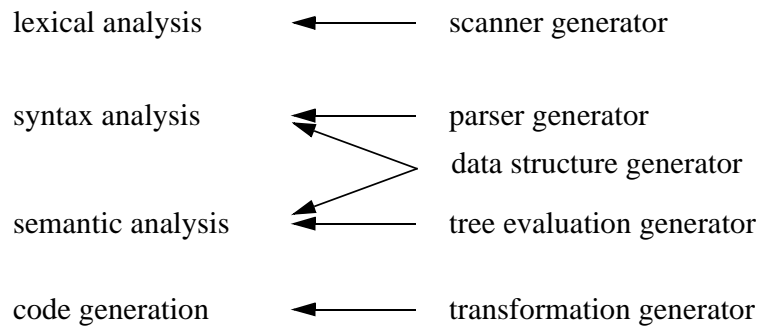 lexical analysis scanner generator
syntax analysis parser generator
data structure generator
semantic analysis tree evaluation generator
code generation transformation generator